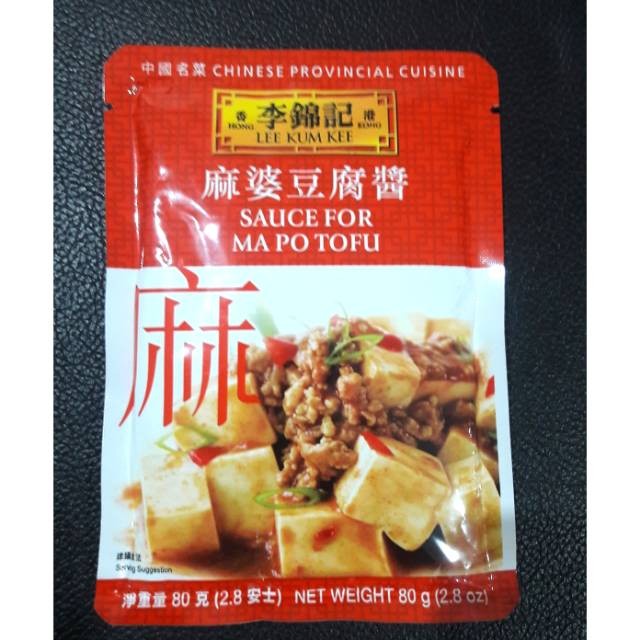 中國名菜 CHINESE PROVINCIAL CUISINE
香 李錦記 港
HONG LEE KUM KEE KONG
麻婆豆腐醬
SAUCE FOR
MA PO TOFU
麻
Suggestion
淨重量 80 克 (2.8 安士) NET WEIGHT 80 g (2.8 oz)